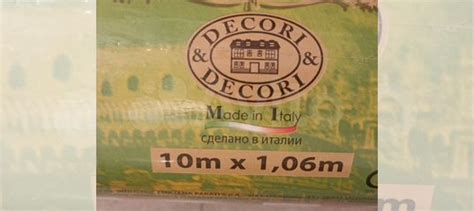 DECORI
& &
DECORI
Made in Italy
сделано в италии
10m x 1,06m